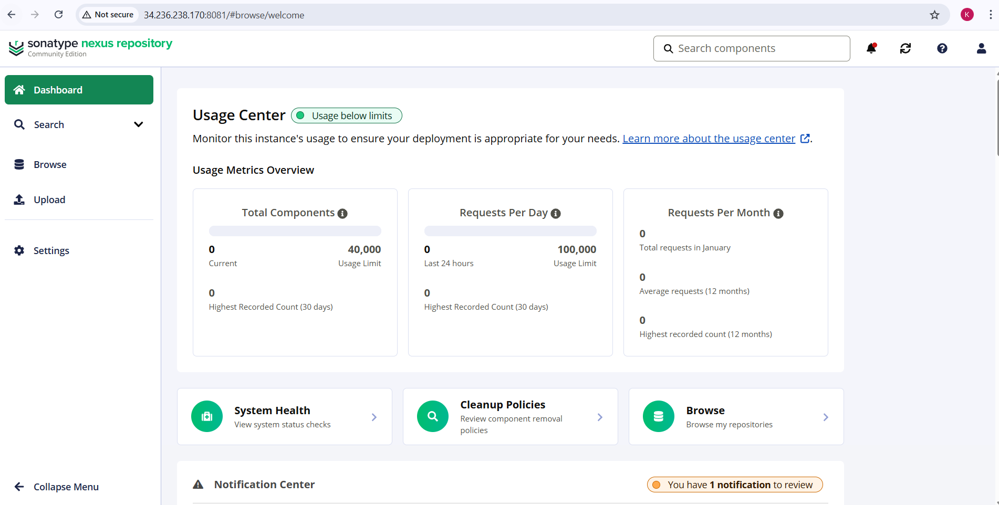 Not secure
34.236.238.170:8081/#browse/welcome
K
sonatype nexus repository
Community Edition
Search components
Dashboard
Search
Browse
Upload
Settings
Collapse Menu
Usage Center
Usage below limits
Monitor this instance's usage to ensure your deployment is appropriate for your needs. Learn more about the usage center.
Usage Metrics Overview
Total Components
0 40,000
Current Usage Limit
0
Highest Recorded Count (30 days)
Requests Per Day
0 100,000
Last 24 hours Usage Limit
0
Highest Recorded Count (30 days)
Requests Per Month
0
Total requests in January
0
Average requests (12 months)
0
Highest recorded count (12 months)
System Health
View system status checks
Cleanup Policies
Review component removal
policies
Browse
Browse my repositories
Notification Center
You have 1 notification to review